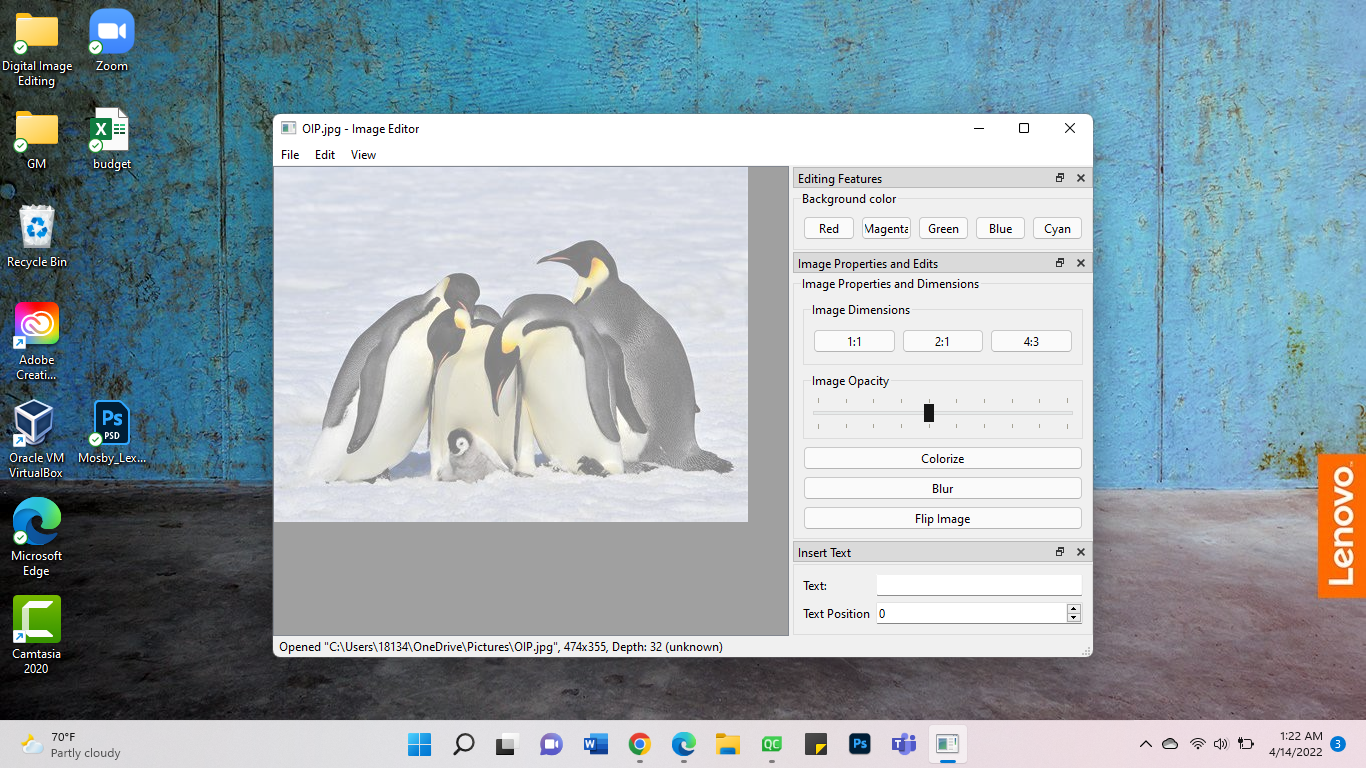 Digital Image
Editing
Zoom
GM
budget
Recycle Bin
Adobe
Creati...
Oracle VM
VirtualBox
Ps
PSD
Mosby_Lex...
Microsoft
Edge
Camtasia
2020
OIP.jpg - Image Editor
File Edit View
Editing Features
Background color
Red Magenta Green Blue Cyan
Image Properties and Edits
Image Properties and Dimensions
Image Dimensions
1:1 2:1 4:3
Image Opacity
Colorize
Blur
Flip Image
Insert Text
Text:
Text Position 0
Opened "C:\Users\18134\OneDrive\Pictures\OIP.jpg", 474x355, Depth: 32 (unknown)
Lenovo
70°F
Partly cloudy
W
QC
Ps
1:22 AM
4/14/2022
3